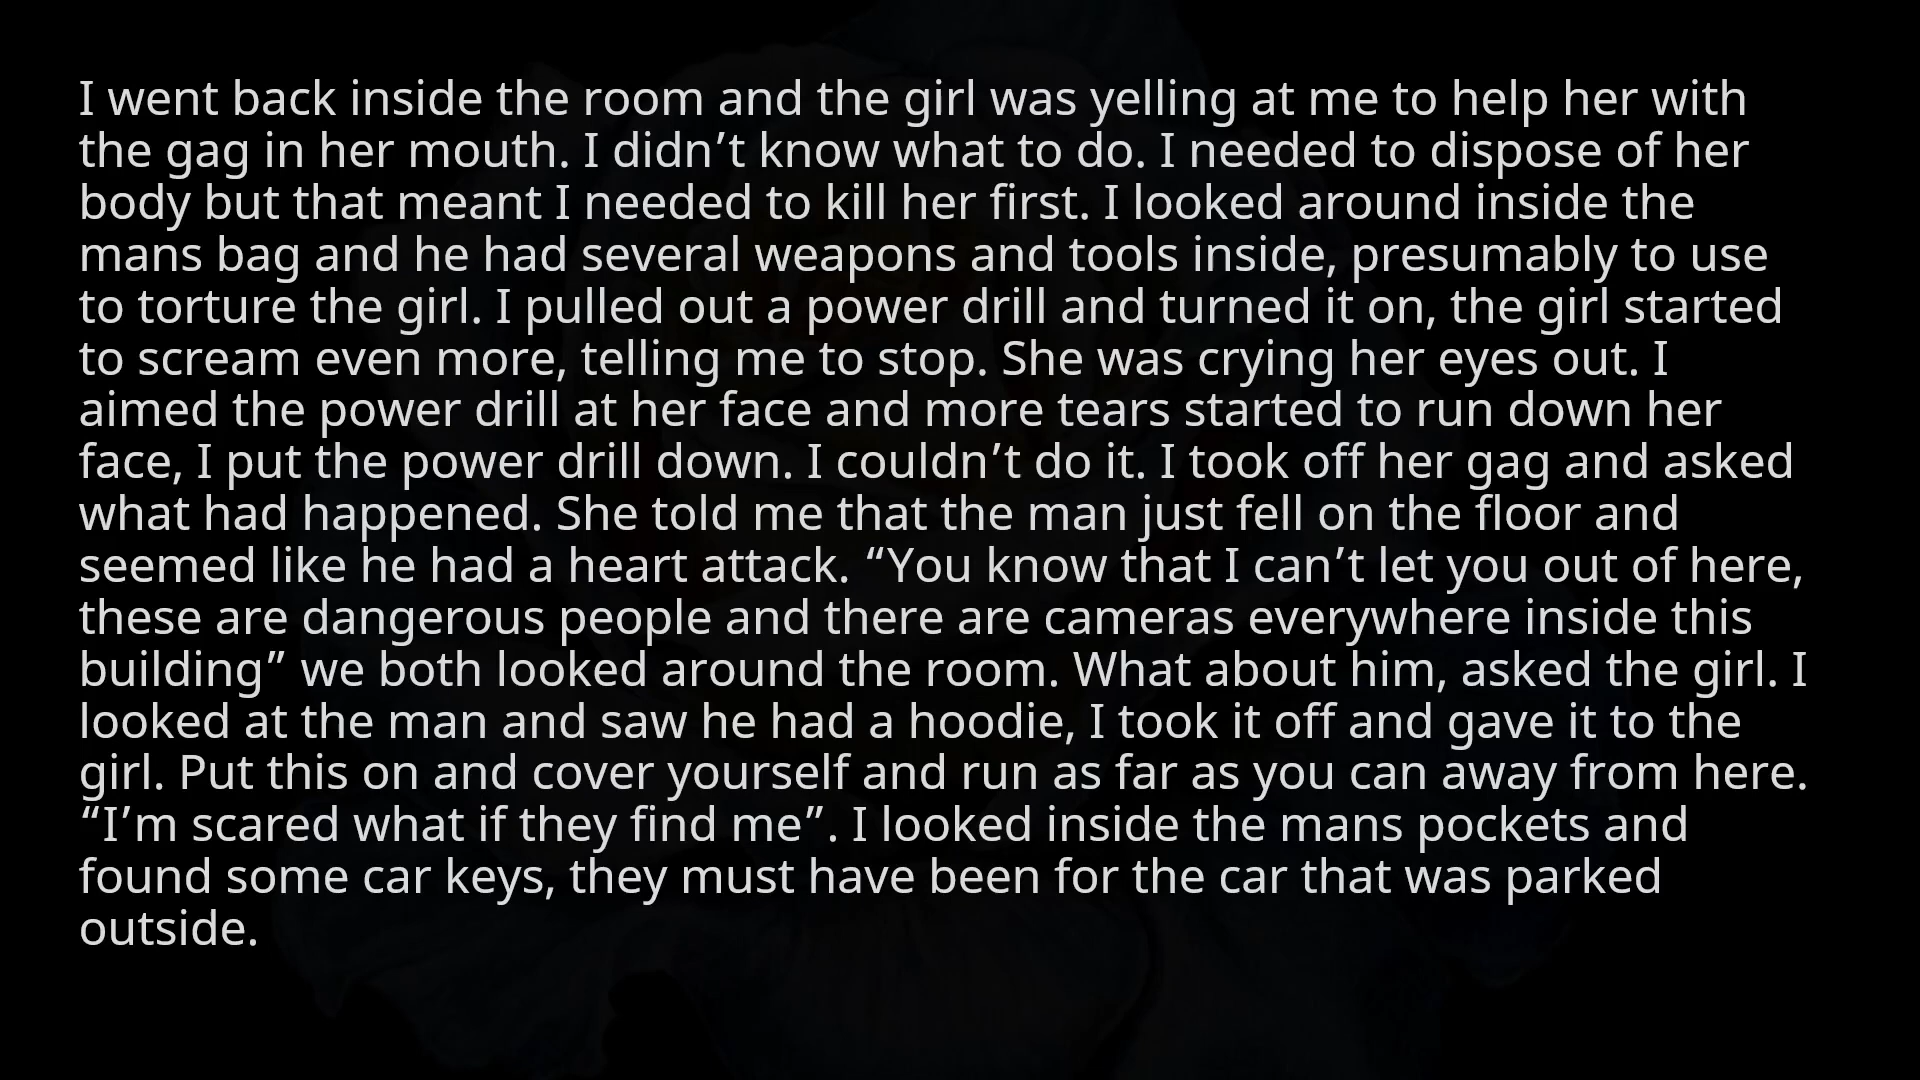 I went back inside the room and the girl was yelling at me to help her with
the gag in her mouth. I didn’t know what to do. I needed to dispose of her
body but that meant I needed to kill her first. I looked around inside the
mans bag and he had several weapons and tools inside, presumably to use
to torture the girl. I pulled out a power drill and turned it on, the girl started
to scream even more, telling me to stop. She was crying her eyes out. I
aimed the power drill at her face and more tears started to run down her
face, I put the power drill down. I couldn’t do it. I took off her gag and asked
what had happened. She told me that the man just fell on the floor and
seemed like he had a heart attack. “You know that I can’t let you out of here,
these are dangerous people and there are cameras everywhere inside this
building” we both looked around the room. What about him, asked the girl. I
looked at the man and saw he had a hoodie, I took it off and gave it to the
girl. Put this on and cover yourself and run as far as you can away from here.
“I’m scared what if they find me”. I looked inside the mans pockets and
found some car keys, they must have been for the car that was parked
outside.